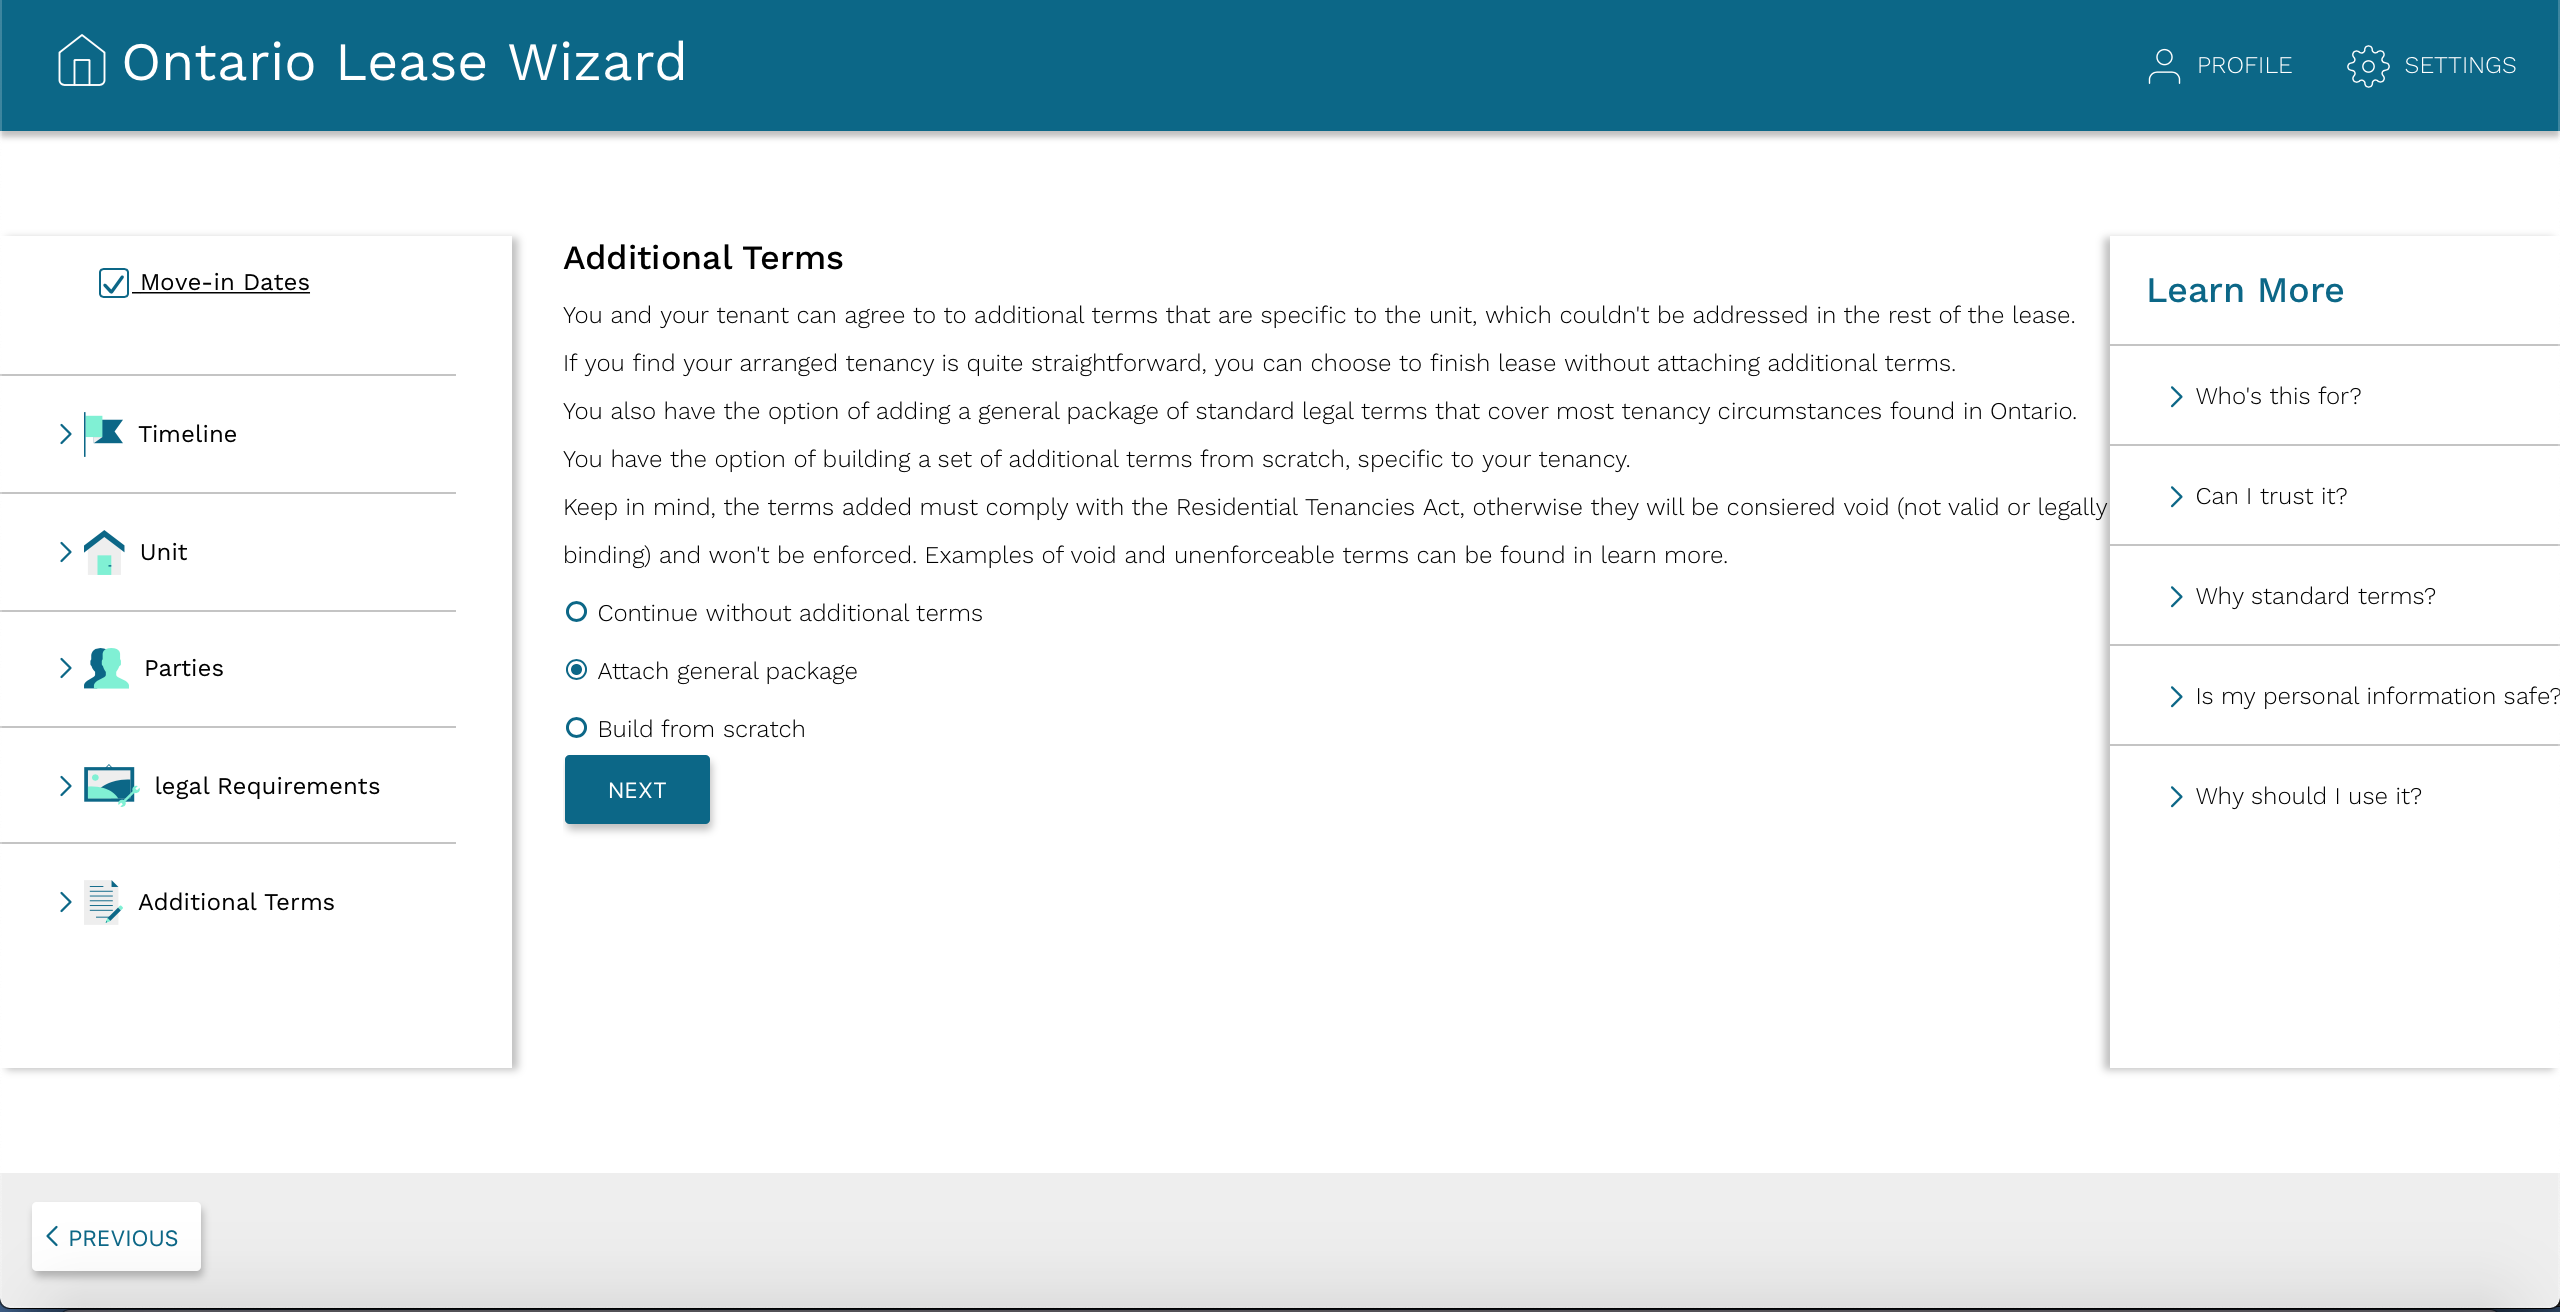 Ontario Lease Wizard
PROFILE
SETTINGS
Move-in Dates
Timeline
Unit
Parties
legal Requirements
Additional Terms
Additional Terms
You and your tenant can agree to to additional terms that are specific to the unit, which couldn't be addressed in the rest of the lease.
If you find your arranged tenancy is quite straightforward, you can choose to finish lease without attaching additional terms.
You also have the option of adding a general package of standard legal terms that cover most tenancy circumstances found in Ontario.
You have the option of building a set of additional terms from scratch, specific to your tenancy.
Keep in mind, the terms added must comply with the Residential Tenancies Act, otherwise they will be consiered void (not valid or legally
binding) and won't be enforced. Examples of void and unenforceable terms can be found in learn more.
Continue without additional terms
Attach general package
Build from scratch
NEXT
Learn More
Who's this for?
Can I trust it?
Why standard terms?
Is my personal information safe?
Why should I use it?
PREVIOUS